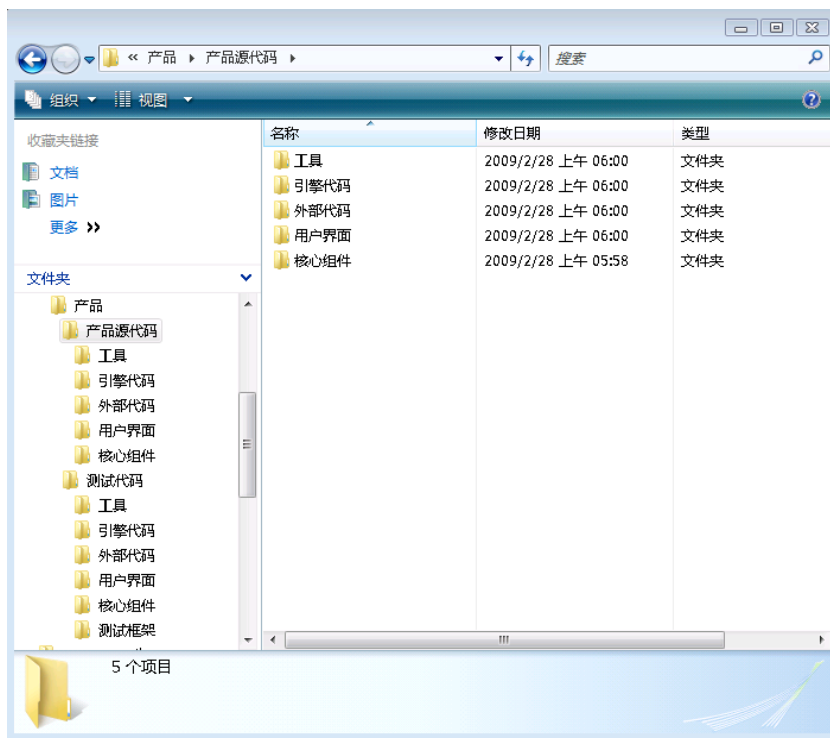 « 产品 ▸ 产品源代码 ▸ 搜索
组织 视图
收藏夹链接
文档
图片
更多 »
文件夹
产品
产品源代码
工具
引擎代码
外部代码
用户界面
核心组件
测试代码
工具
引擎代码
外部代码
用户界面
核心组件
测试框架
名称 修改日期 类型
工具 2009/2/28 上午 06:00 文件夹
引擎代码 2009/2/28 上午 06:00 文件夹
外部代码 2009/2/28 上午 06:00 文件夹
用户界面 2009/2/28 上午 06:00 文件夹
核心组件 2009/2/28 上午 05:58 文件夹
5 个项目